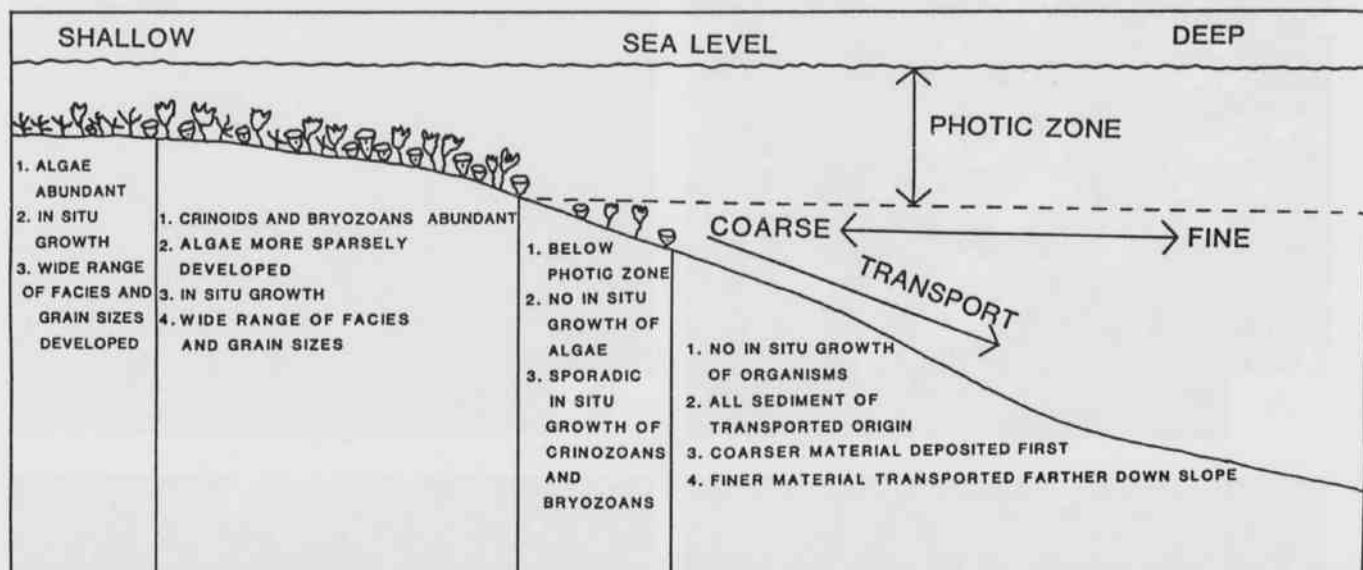 SHALLOW
SEA LEVEL
DEEP
PHOTIC ZONE
1. ALGAE
ABUNDANT
2. IN SITU
GROWTH
3. WIDE RANGE
OF FACIES AND
GRAIN SIZES
DEVELOPED
1. CRINOIDS AND BRYOZOANS ABUNDANT
2. ALGAE MORE SPARSELY
DEVELOPED
3. IN SITU GROWTH
4. WIDE RANGE OF FACIES
AND GRAIN SIZES
1. BELOW
PHOTIC ZONE
2. NO IN SITU
GROWTH OF
ALGAE
3. SPORADIC
IN SITU
GROWTH OF
CRINOZOANS
AND
BRYOZOANS
COARSE
FINE
TRANSPORT
1. NO IN SITU GROWTH
OF ORGANISMS
2. ALL SEDIMENT OF
TRANSPORTED ORIGIN
3. COARSER MATERIAL DEPOSITED FIRST
4. FINER MATERIAL TRANSPORTED FARTHER DOWN SLOPE